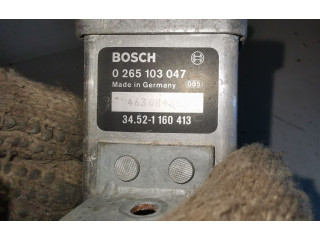 BOSCH
0 265 103 047
Made in Germany
34.52-1 160 413